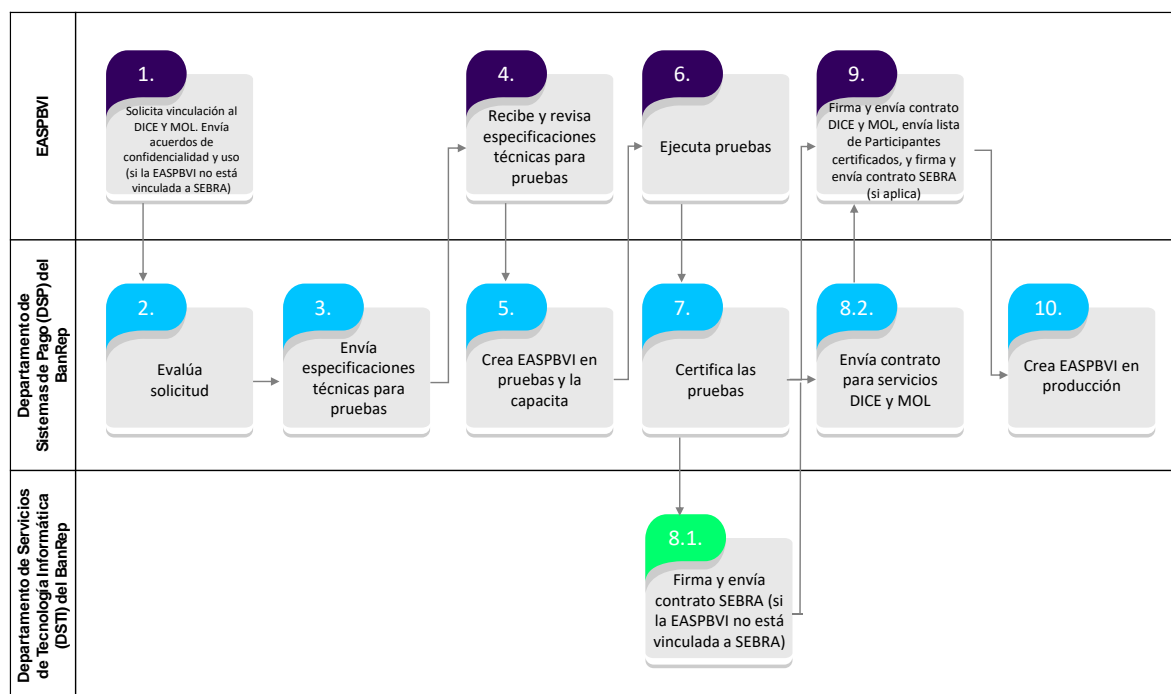 EASPBVI
1.
Solicita vinculación al
DICE Y MOL. Envía
acuerdos de
confidencialidad y uso
(si la EASPBVI no está
vinculada a SEBRA)
4.
Recibe y revisa
especificaciones
técnicas para
pruebas
6.
Ejecuta pruebas
9.
Firma y envía contrato
DICE y MOL, envía lista
de Participantes
certificados, y firma y
envía contrato SEBRA
(si aplica)
Departamento de
Sistemas de Pago (DSP) del
BanRep
2.
Evalúa
solicitud
3.
Envía
especificaciones
técnicas para
pruebas
5.
Crea EASPBVI en
pruebas y la
capacita
7.
Certifica las
pruebas
8.2.
Envía contrato
para servicios
DICE y MOL
10.
Crea EASPBVI en
producción
Departamento de Servicios
de Tecnología Informática
(DSTI) del BanRep
8.1.
Firma y envía
contrato SEBRA (si
la EASPBVI no está
vinculada a SEBRA)